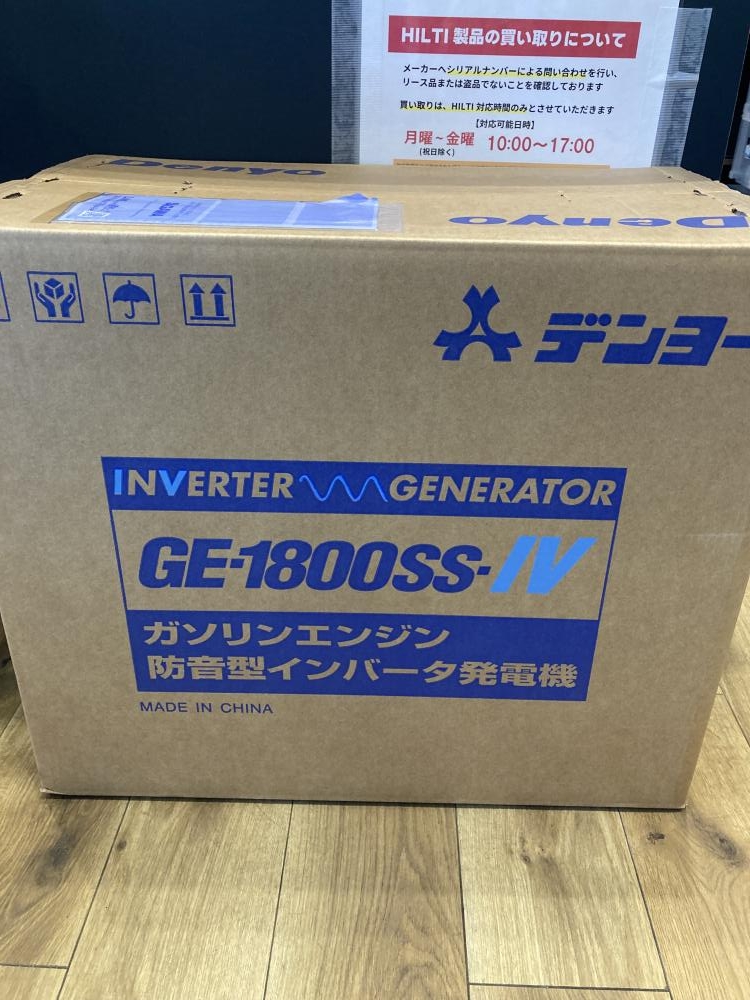 HILTI 製品の買い取りについて
メーカーへシリアルナンバーによる問い合わせを行い、
リース品または盗品でないことを確認しております
買い取りは、HILTI 対応時間のみとさせていただきます
【対応可能日時】
月曜～金曜 10:00～17:00
(祝日除く)
Denyo
Denyo
デンヨー
INVERTER GENERATOR
GE-1800SS-IV
ガソリンエンジン
防音型インバータ発電機
MADE IN CHINA